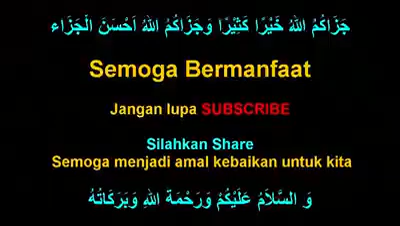 جَزَّاكُمُ اللهُ خَيْرًا كَثِيْرًا وَجَزَّاكُمُ اللهُ اَحْسَنَ الْجَزَاء
Semoga Bermanfaat
Jangan lupa SUBSCRIBE
Silahkan Share
Semoga menjadi amal kebaikan untuk kita
وَ السَّلاَمُ عَلَيْكُمْ وَرَحْمَة اللهِ وَبَرَكَاتُهُ